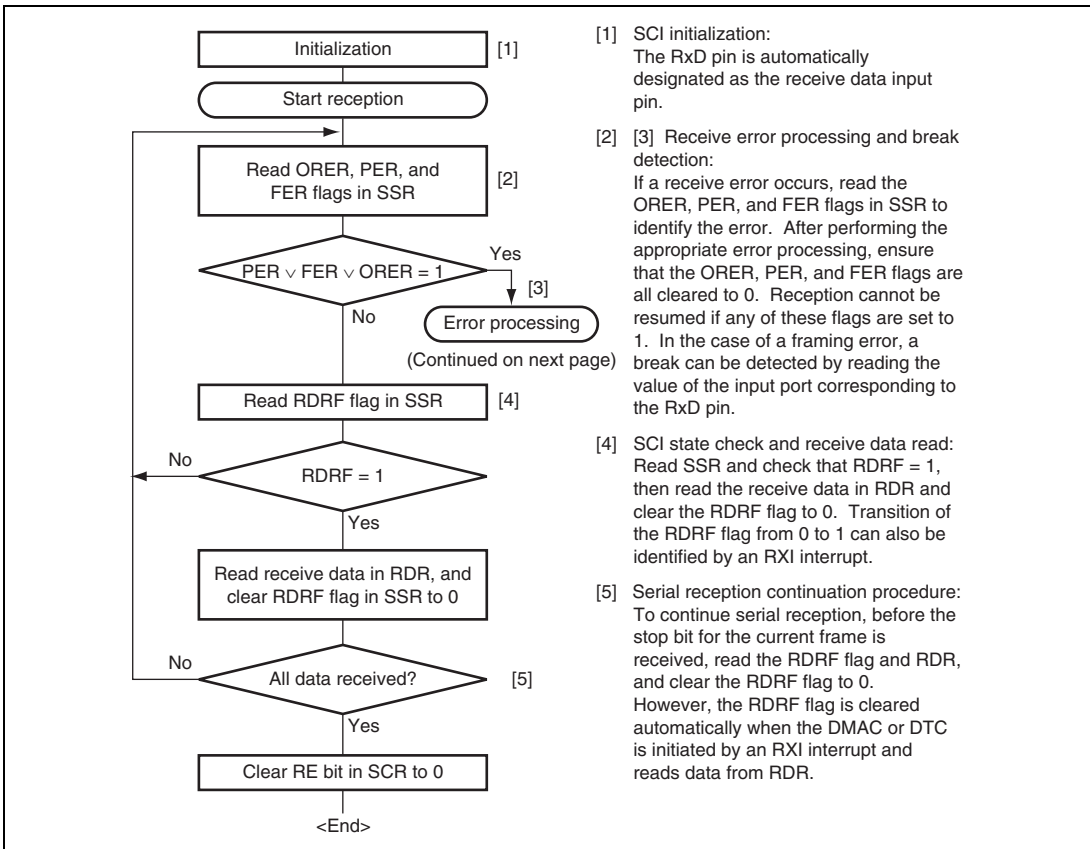 Initialization
[1]
Start reception
Read ORER, PER, and
FER flags in SSR
[2]
PER ∨ FER ∨ ORER = 1
Yes
[3]
No
Error processing
(Continued on next page)
Read RDRF flag in SSR
[4]
No
RDRF = 1
Yes
Read receive data in RDR, and
clear RDRF flag in SSR to 0
No
All data received?
[5]
Yes
Clear RE bit in SCR to 0
<End>
[1] SCI initialization:
The RxD pin is automatically
designated as the receive data input
pin.
[2] [3] Receive error processing and break
detection:
If a receive error occurs, read the
ORER, PER, and FER flags in SSR to
identify the error. After performing the
appropriate error processing, ensure
that the ORER, PER, and FER flags are
all cleared to 0. Reception cannot be
resumed if any of these flags are set to
1. In the case of a framing error, a
break can be detected by reading the
value of the input port corresponding to
the RxD pin.
[4] SCI state check and receive data read:
Read SSR and check that RDRF = 1,
then read the receive data in RDR and
clear the RDRF flag to 0. Transition of
the RDRF flag from 0 to 1 can also be
identified by an RXI interrupt.
[5] Serial reception continuation procedure:
To continue serial reception, before the
stop bit for the current frame is
received, read the RDRF flag and RDR,
and clear the RDRF flag to 0.
However, the RDRF flag is cleared
automatically when the DMAC or DTC
is initiated by an RXI interrupt and
reads data from RDR.